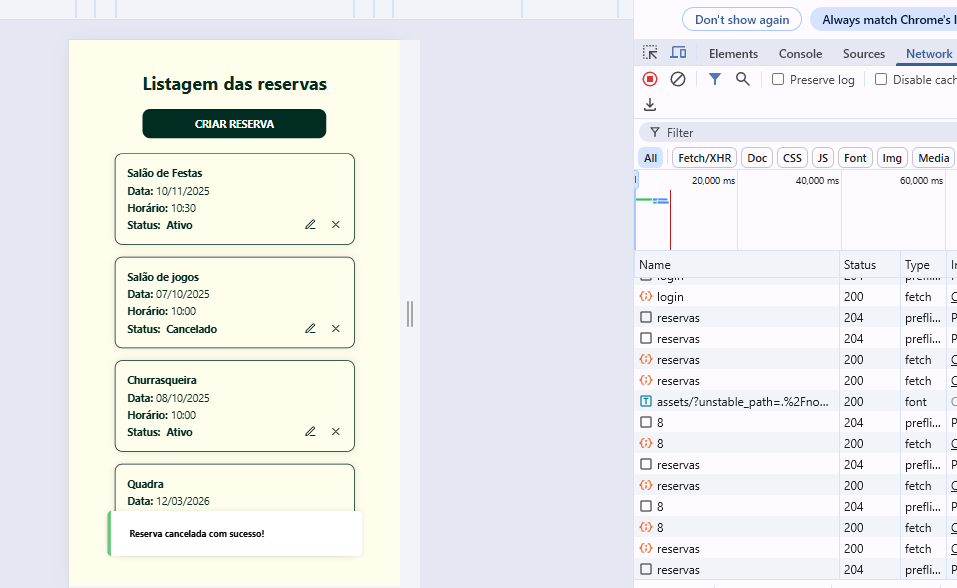 Don't show again
Always match Chrome's l
Elements
Console
Sources
Network
Preserve log
Disable cach
Filter
All
Fetch/XHR
Doc
CSS
JS
Font
Img
Media
20,000 ms
40,000 ms
60,000 ms
Name
Status
Type
login
204
prefli...
login
200
fetch
reservas
204
prefli...
reservas
204
prefli...
reservas
200
fetch
reservas
200
fetch
assets/?unstable_path=.%2Fno...
200
font
8
204
prefli...
8
200
fetch
reservas
204
prefli...
reservas
200
fetch
8
204
prefli...
8
200
fetch
reservas
200
fetch
reservas
204
prefli...
Listagem das reservas
CRIAR RESERVA
Salão de Festas
Data: 10/11/2025
Horário: 10:30
Status: Ativo
Salão de jogos
Data: 07/10/2025
Horário: 10:00
Status: Cancelado
Churrasqueira
Data: 08/10/2025
Horário: 10:00
Status: Ativo
Quadra
Data: 12/03/2026
Reserva cancelada com sucesso!